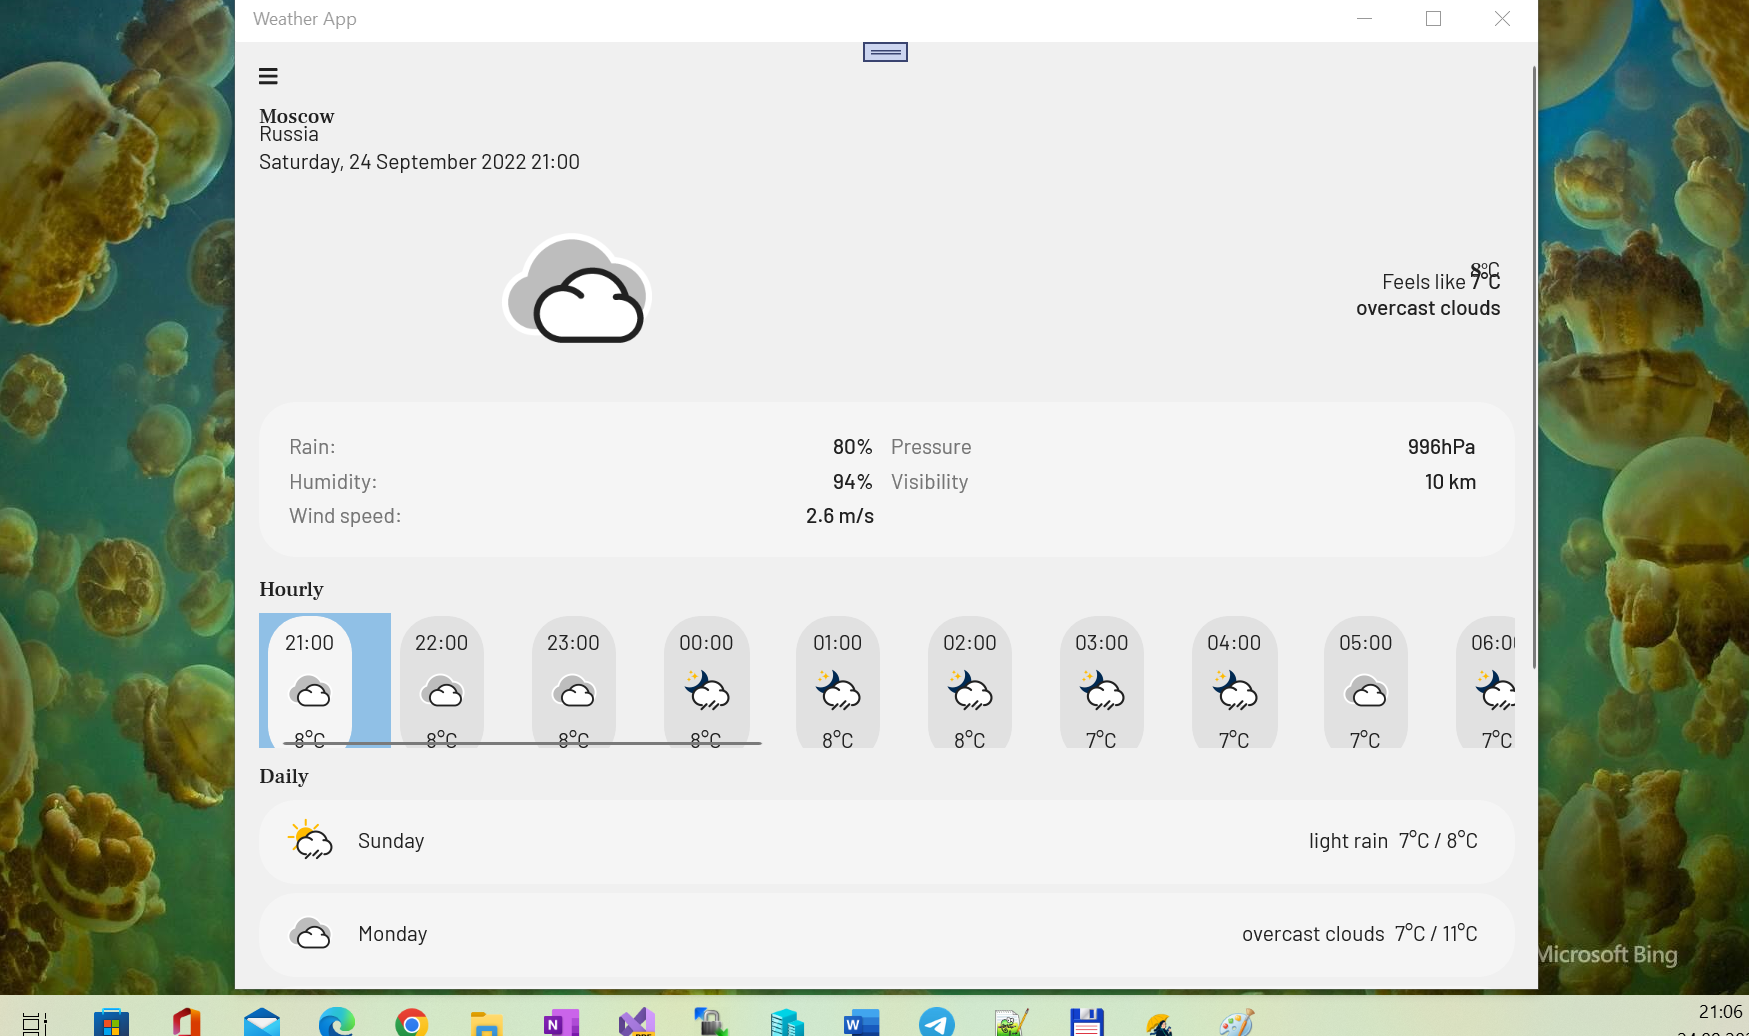 Weather App
Moscow
Russia
Saturday, 24 September 2022 21:00
8°C
Feels like 7°C
overcast clouds
Rain: 80% Pressure 996hPa
Humidity: 94% Visibility 10 km
Wind speed: 2.6 m/s
Hourly
21:00 22:00 23:00 00:00 01:00 02:00 03:00 04:00 05:00 06:00
8°C 8°C 8°C 8°C 8°C 8°C 7°C 7°C 7°C 7°C
Daily
Sunday light rain 7°C / 8°C
Monday overcast clouds 7°C / 11°C
Microsoft Bing
21:06